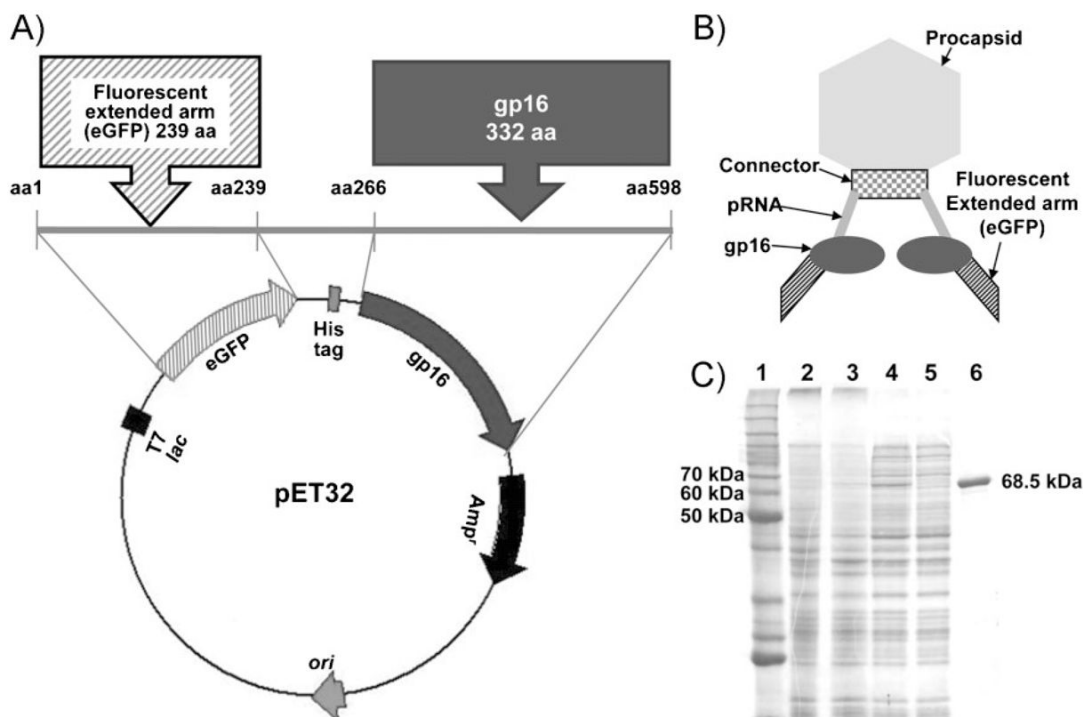 A)
Fluorescent
extended arm
(eGFP) 239 aa
gp16
332 aa
aa1
aa239
aa266
aa598
eGFP
His
tag
gp16
T7
lac
pET32
Ampr
ori
B)
Procapsid
Connector
Fluorescent
Extended arm
(eGFP)
pRNA
gp16
C)
1 2 3 4 5 6
70 kDa
60 kDa
50 kDa
68.5 kDa